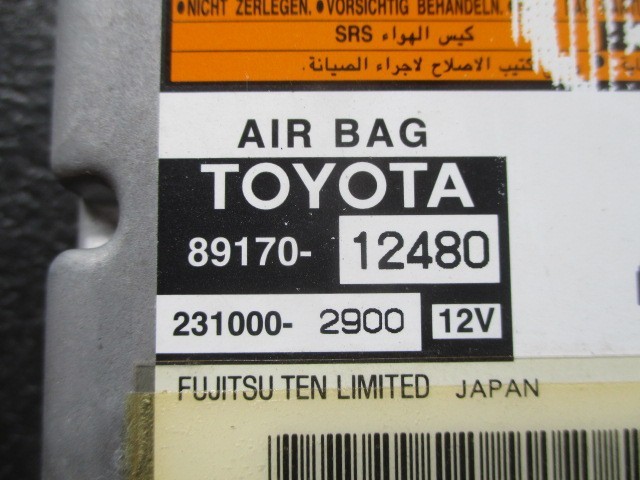 ●NICHT ZERLEGEN. ●VORSICHTIG BEHANDELN. ●
كيس الهواء SRS
كتيب الاصلاح لاجراء الصيانة.
AIR BAG
TOYOTA
89170- 12480
231000- 2900 12V
FUJITSU TEN LIMITED JAPAN